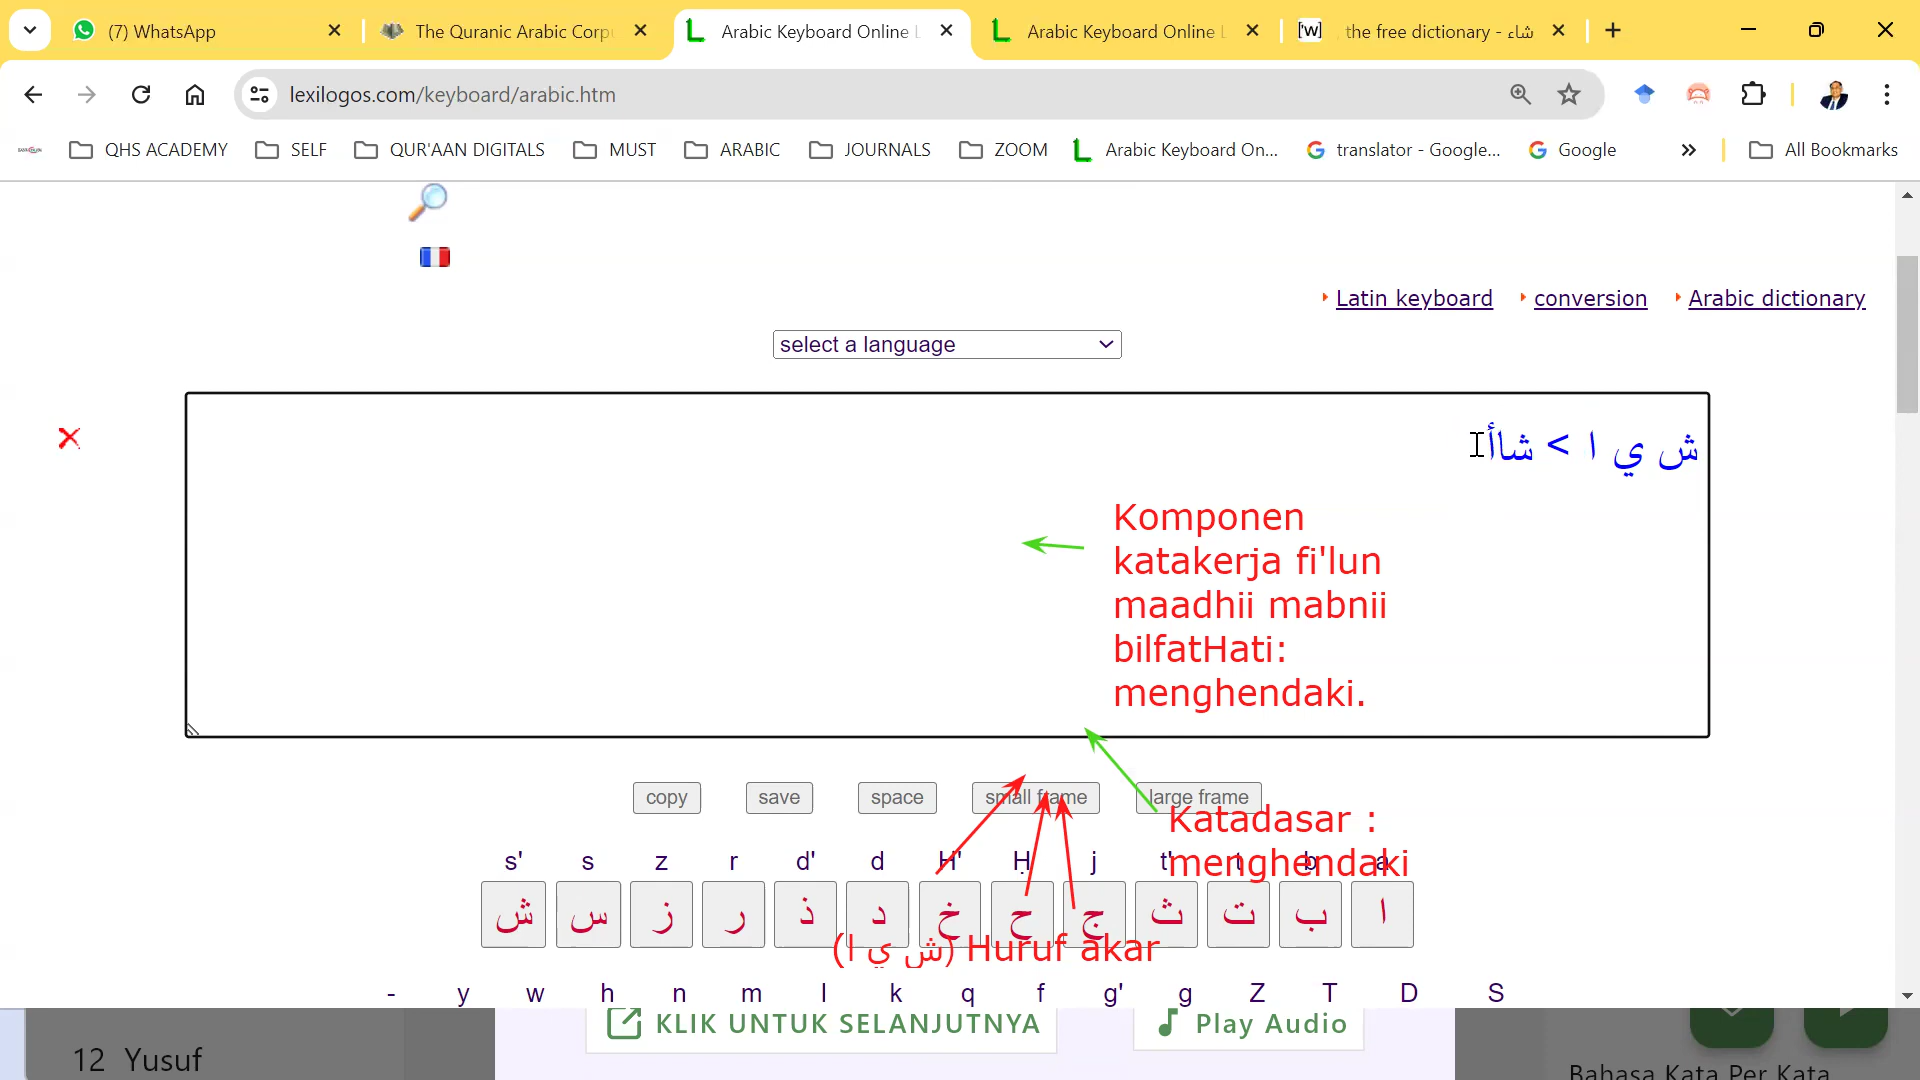 (7) WhatsApp
The Quranic Arabic Corp
Arabic Keyboard Online L
Arabic Keyboard Online L
['w]
the free dictionary - شاء
lexilogos.com/keyboard/arabic.htm
QHS ACADEMY
SELF
QUR'AAN DIGITALS
MUST
ARABIC
JOURNALS
ZOOM
Arabic Keyboard On...
translator - Google...
Google
All Bookmarks
Latin keyboard
conversion
Arabic dictionary
select a language
ش ي ا > شاأ
Komponen
katakerja fi'lun
maadhii mabnii
bilfatHati:
menghendaki.
copy
save
space
small frame
large frame
Katadasar :
menghendaki
s' s z r d' d H' Ḥ j t' t b a
ش س ز ر ذ د خ ح ج ث ت ب ا
(ش ي ا) Huruf akar
- y w h n m l k q f g' g Z T D S
KLIK UNTUK SELANJUTNYA
Play Audio
12 Yusuf
Bahasa Kata Per Kata